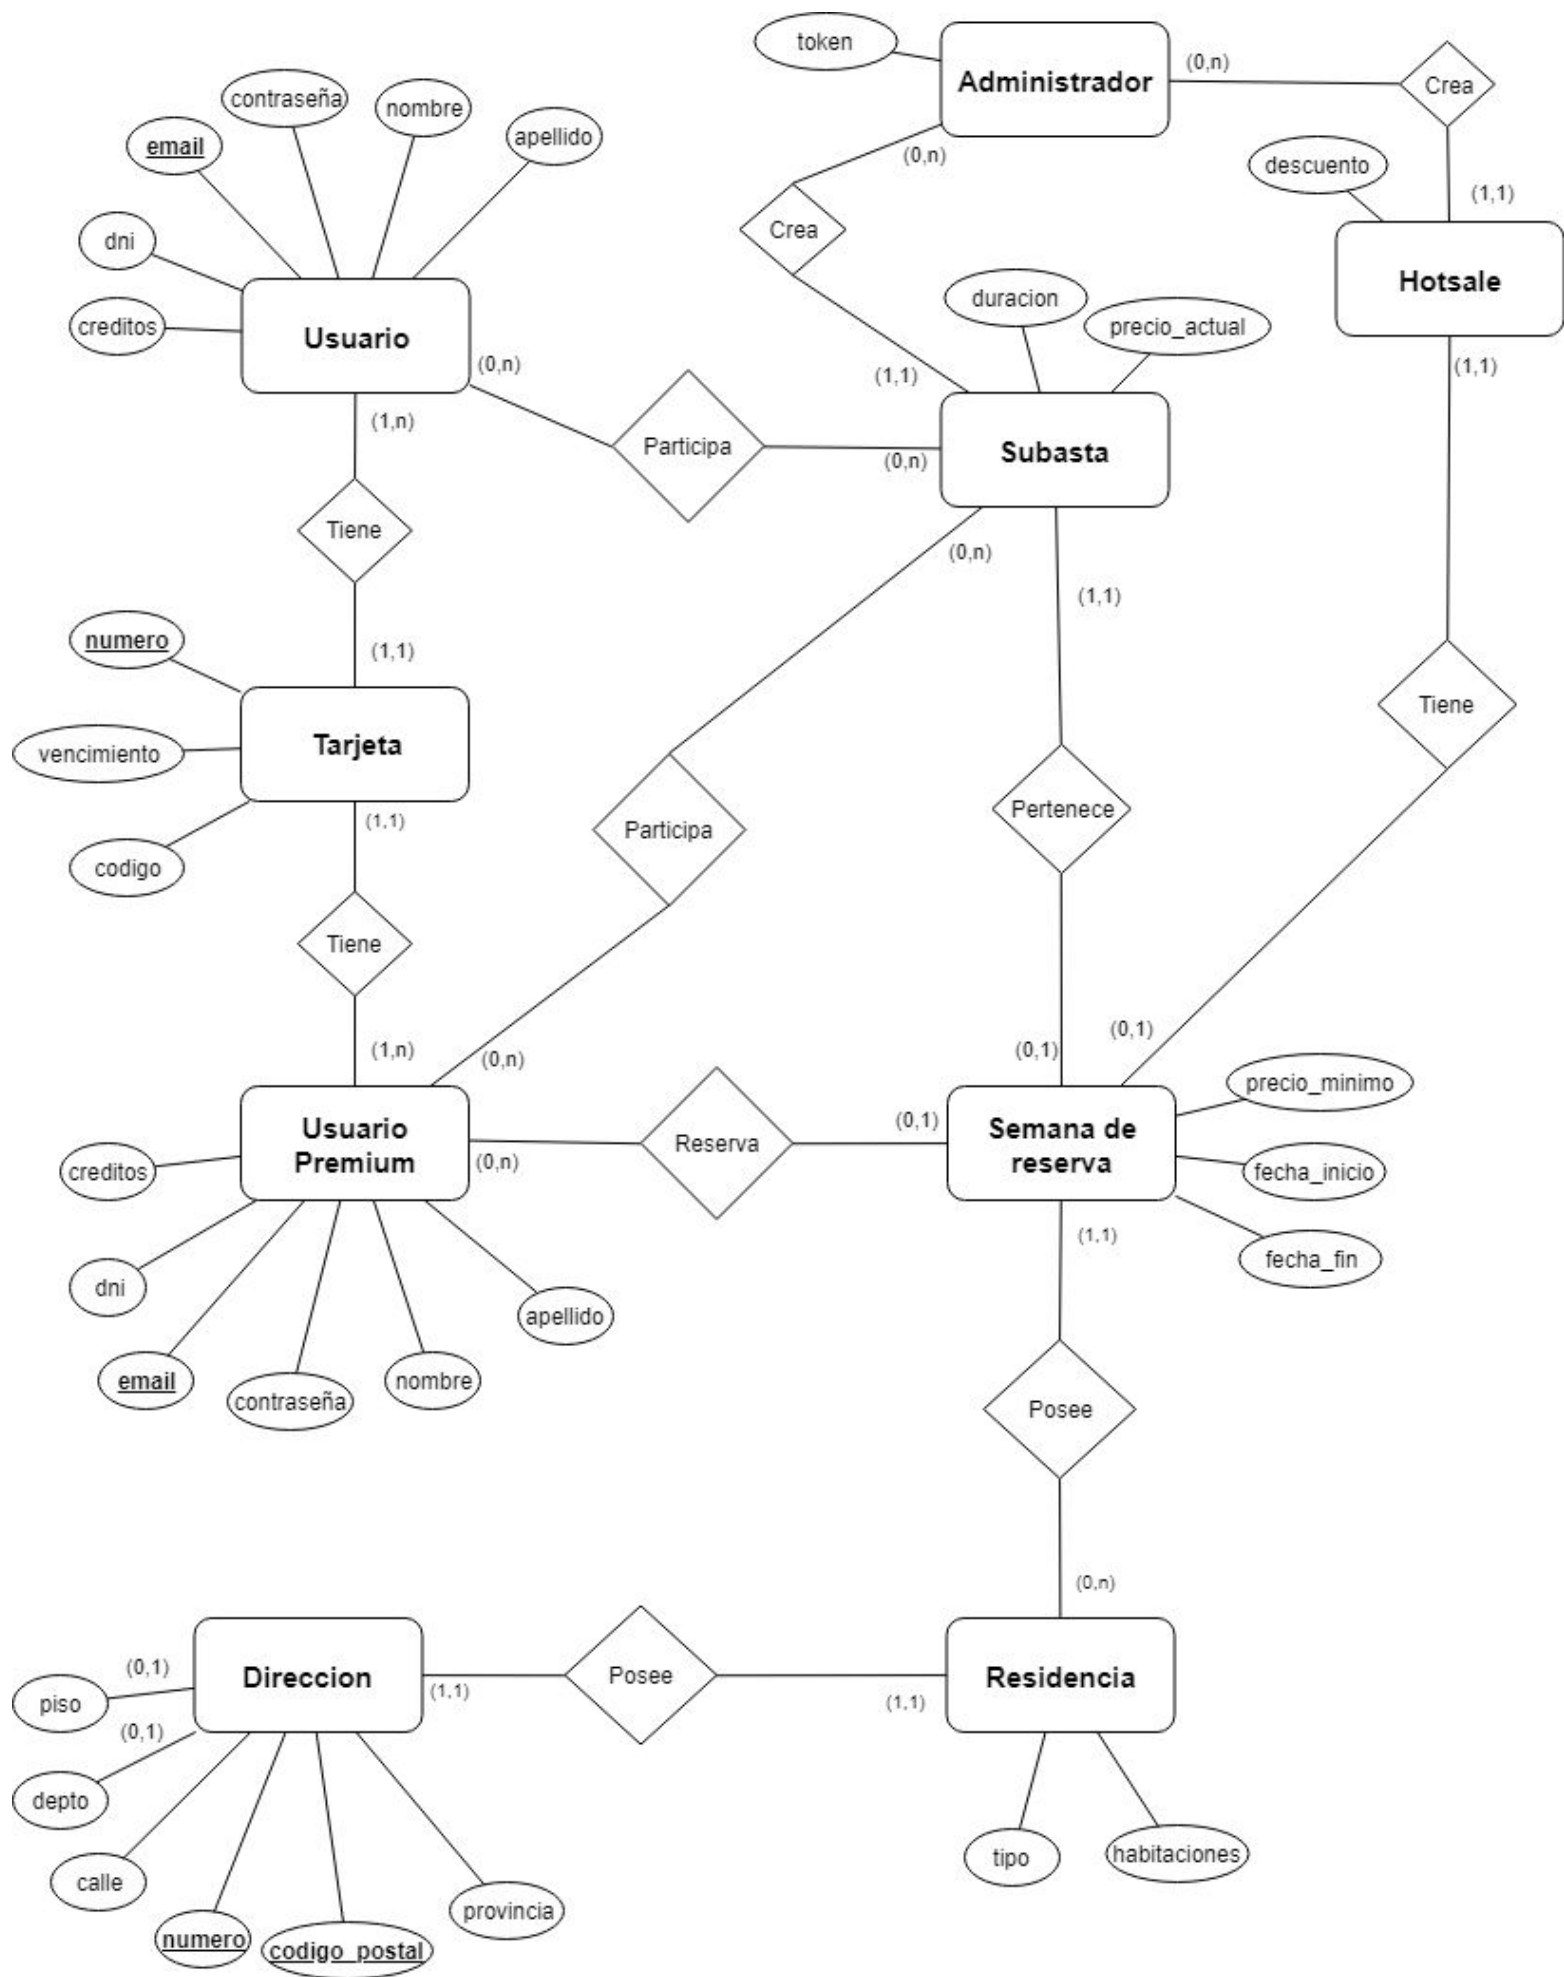 token
Administrador
(0,n)
Crea
contraseña
nombre
email
apellido
(0,n)
descuento
(1,1)
dni
Crea
Hotsale
creditos
Usuario
duracion
precio_actual
(0,n)
(1,1)
(1,1)
(1,n)
Participa
(0,n)
Subasta
Tiene
(0,n)
(1,1)
numero
(1,1)
Tiene
vencimiento
Tarjeta
(1,1)
Pertenece
Participa
codigo
Tiene
(1,n)
(0,n)
(0,1)
(0,1)
precio_minimo
Usuario
Premium
(0,n)
Reserva
(0,1)
Semana de
reserva
creditos
fecha_inicio
(1,1)
fecha_fin
dni
apellido
email
contraseña
nombre
Posee
(0,n)
(0,1)
piso
Direccion
(1,1)
Posee
(1,1)
Residencia
(0,1)
depto
calle
numero
codigo_postal
provincia
tipo
habitaciones